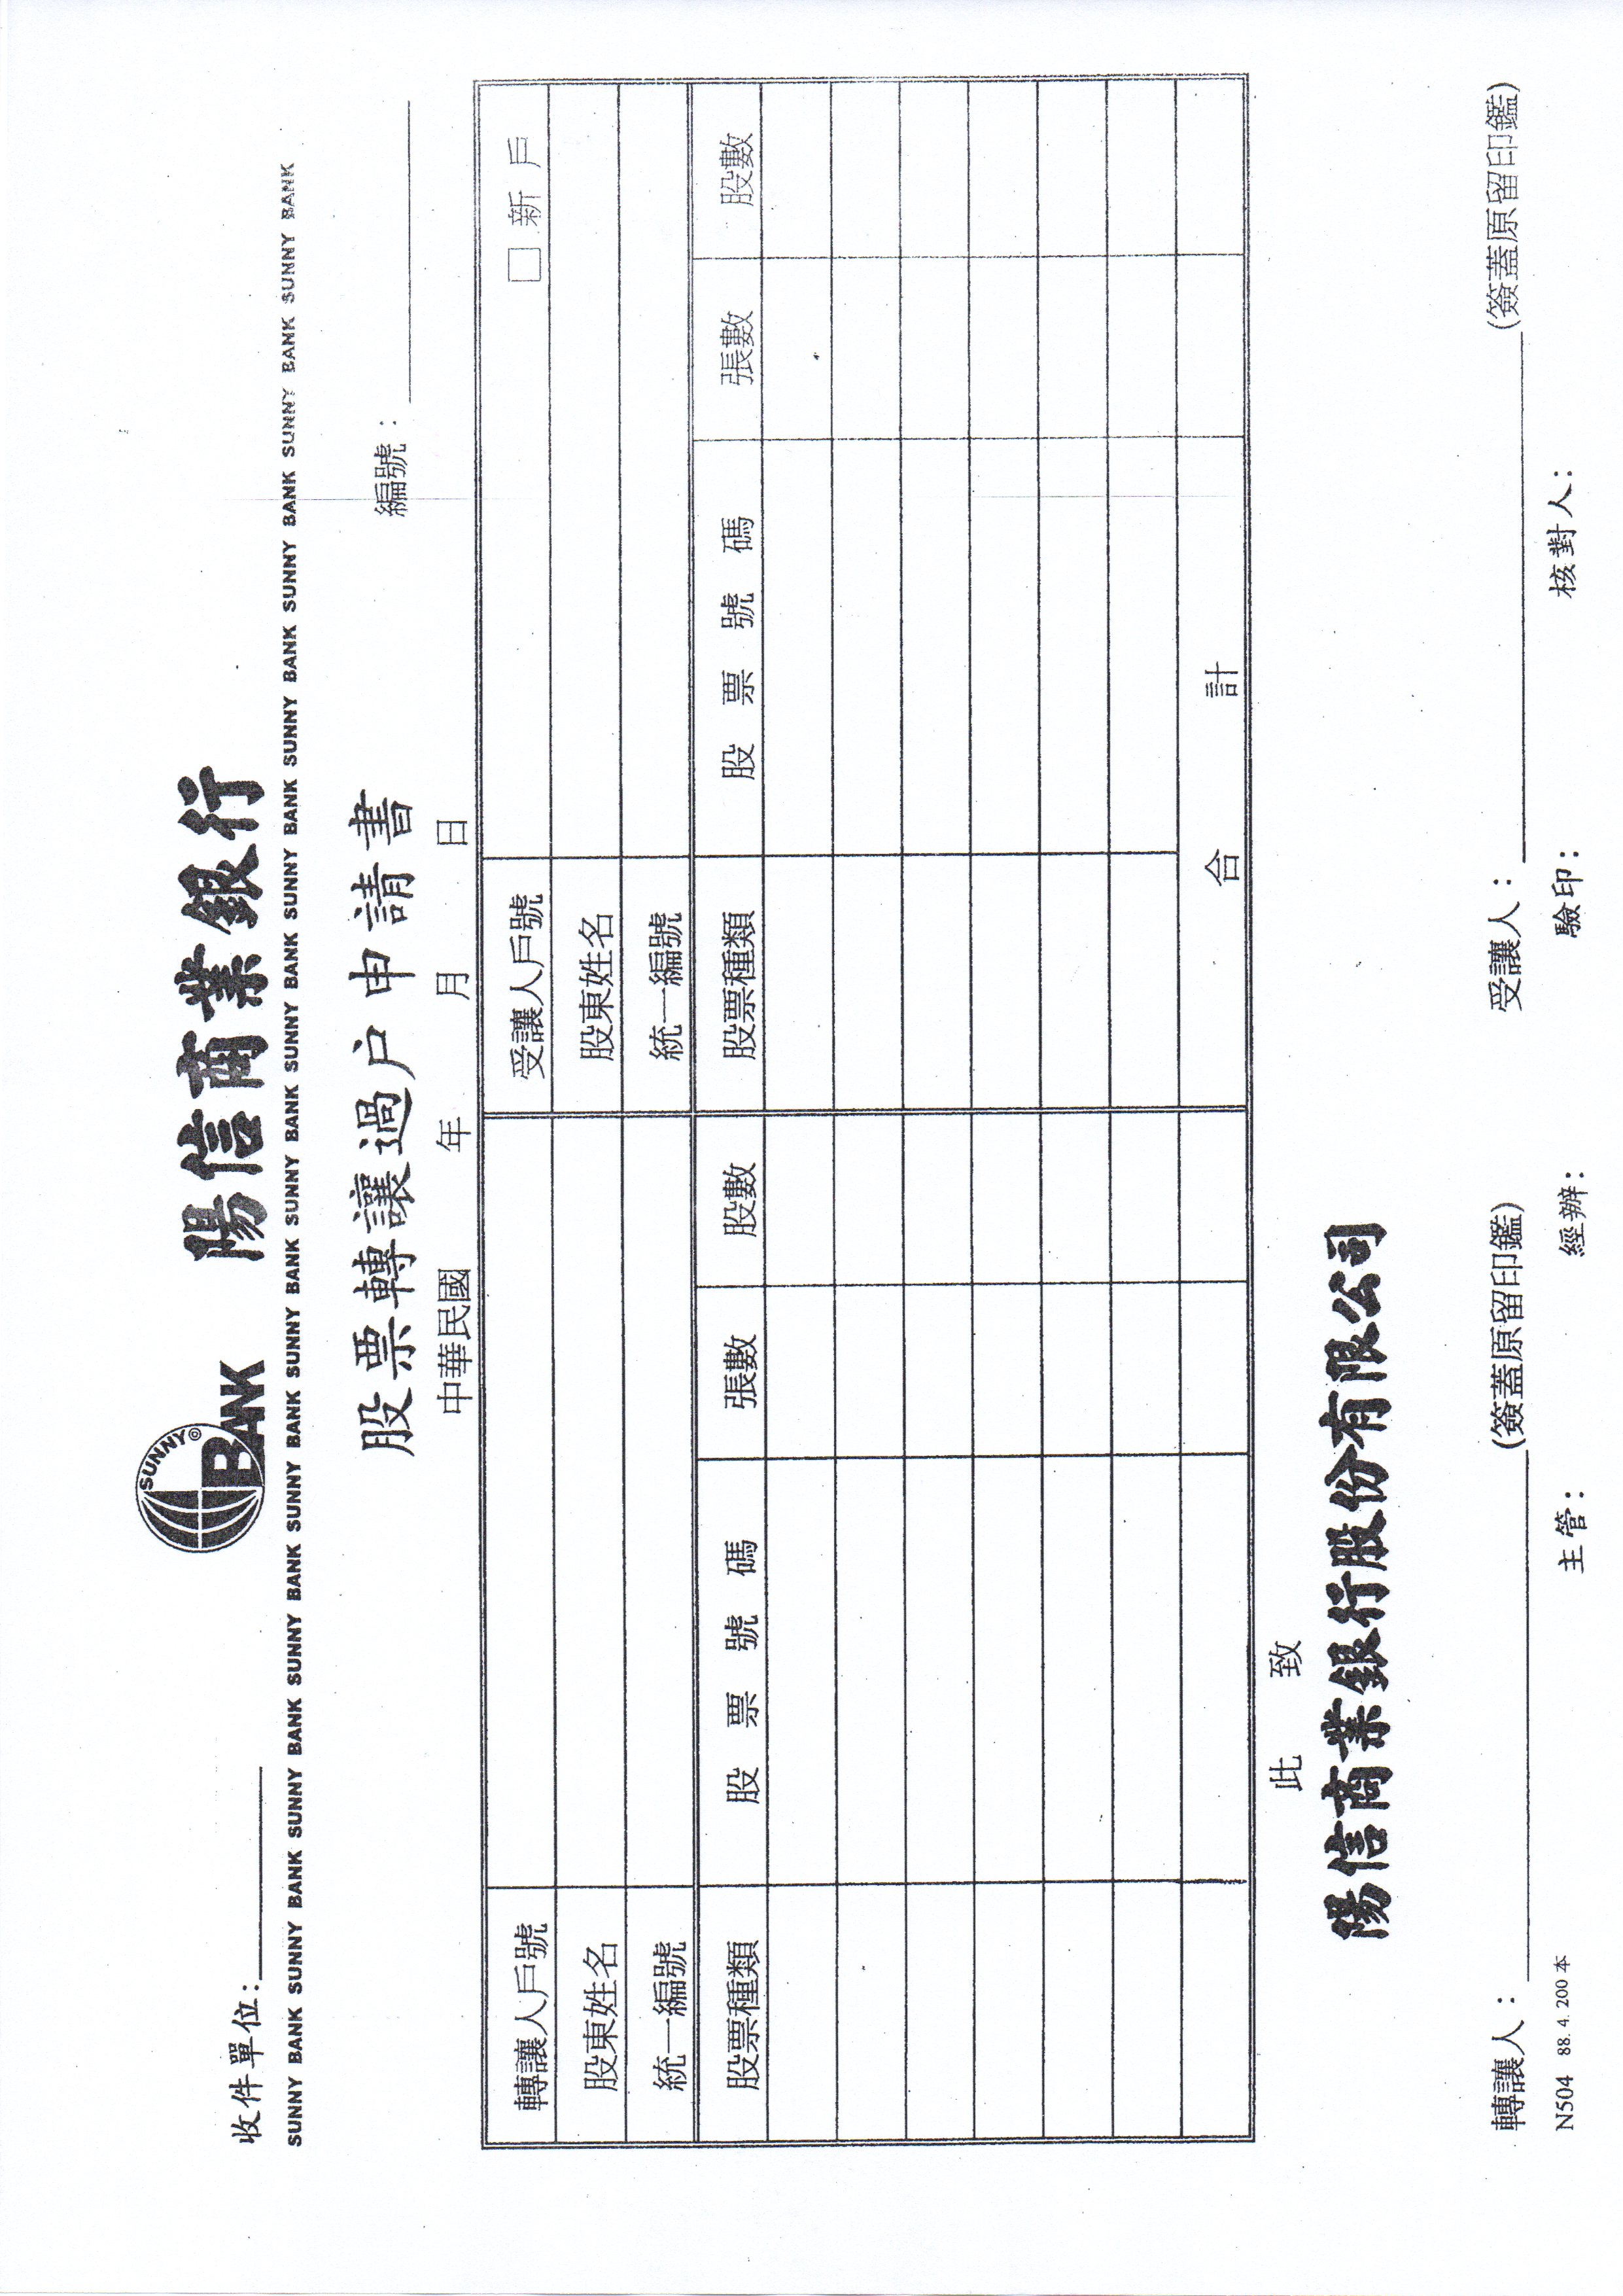 SUNNY BANK
陽信商業銀行
收件單位:
SUNNY BANK SUNNY BANK SUNNY BANK SUNNY BANK SUNNY BANK SUNNY BANK SUNNY BANK SUNNY BANK SUNNY BANK SUNNY BANK SUNNY BANK SUNNY BANK SUNNY BANK
股票轉讓過户申請書
編號：
中華民國 年 月 日
轉讓人戶號 受讓人戶號 □ 新戶
股東姓名 股東姓名
統一編號 統一編號
股票種類 股票號碼 張數 股數 股票種類 股票號碼 張數 股數
合計
此致
陽信商業銀行股份有限公司
轉讓人： (簽蓋原留印鑑) 受讓人： (簽蓋原留印鑑)
N504 88.4.200本 主管: 經辦: 驗印: 核對人: